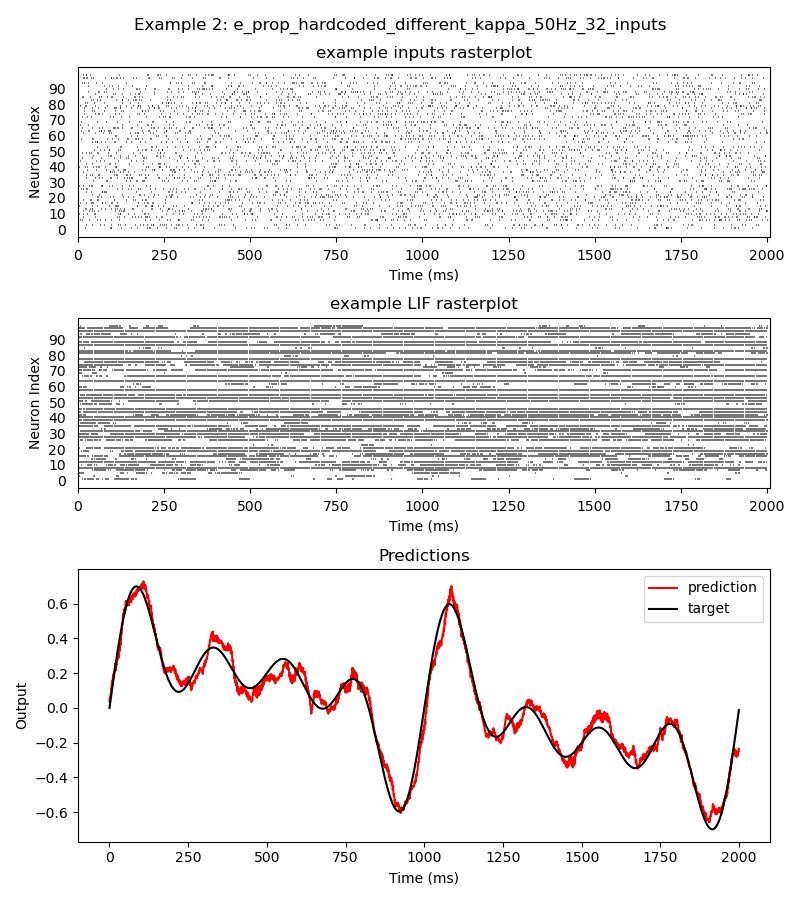 Example 2: e_prop_hardcoded_different_kappa_50Hz_32_inputs
example inputs rasterplot
Neuron Index
90
80
70
60
50
40
30
20
10
0
0 250 500 750 1000 1250 1500 1750 2000
Time (ms)
example LIF rasterplot
Neuron Index
90
80
70
60
50
40
30
20
10
0
0 250 500 750 1000 1250 1500 1750 2000
Time (ms)
Predictions
prediction
target
Output
0.6
0.4
0.2
0.0
−0.2
−0.4
−0.6
0 250 500 750 1000 1250 1500 1750 2000
Time (ms)